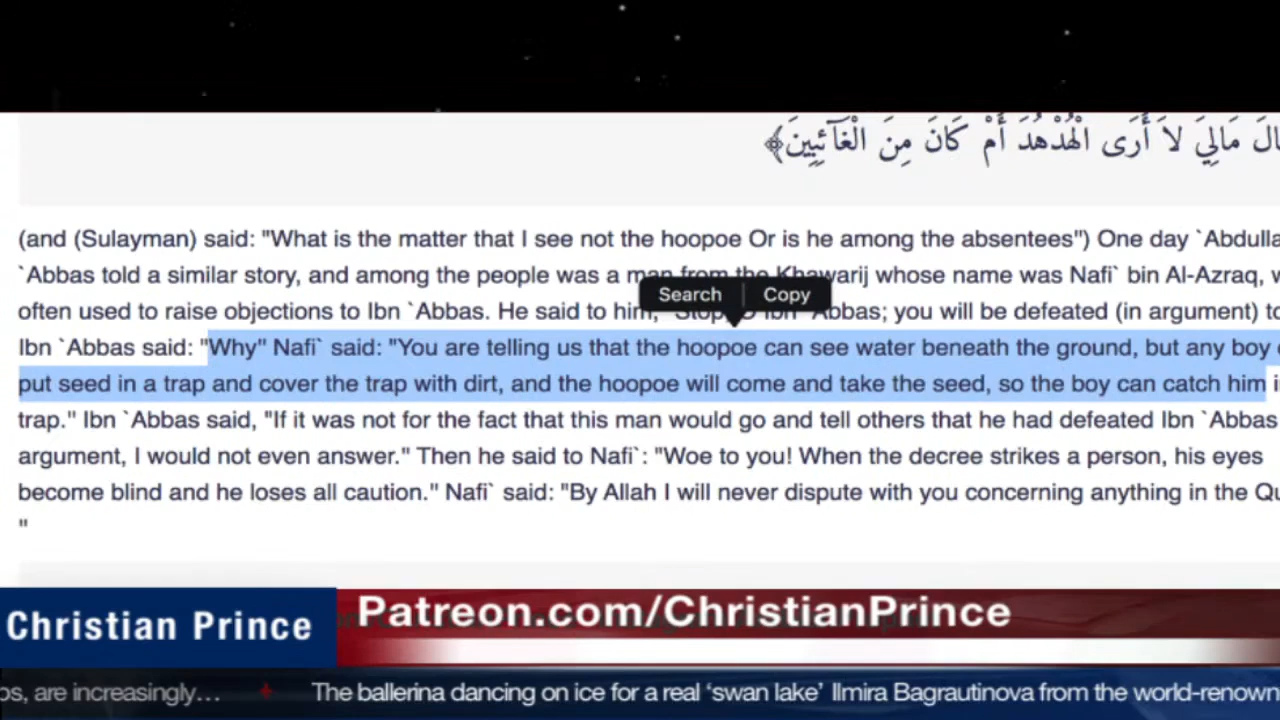 مَالِيَ لاَ أَرَى الْهُدْهُدَ أَمْ كَانَ مِنَ الْغَآئِبِينَ﴾
(and (Sulayman) said: "What is the matter that I see not the hoopoe Or is he among the absentees") One day `Abdulla
`Abbas told a similar story, and among the people was a man from the Khawarij whose name was Nafi` bin Al-Azraq,
Search | Copy
often used to raise objections to Ibn `Abbas. He said to him, "Stop O Ibn `Abbas; you will be defeated (in argument) to
Ibn `Abbas said: "Why" Nafi` said: "You are telling us that the hoopoe can see water beneath the ground, but any boy
put seed in a trap and cover the trap with dirt, and the hoopoe will come and take the seed, so the boy can catch him
trap." Ibn `Abbas said, "If it was not for the fact that this man would go and tell others that he had defeated Ibn `Abbas
argument, I would not even answer." Then he said to Nafi`: "Woe to you! When the decree strikes a person, his eyes
become blind and he loses all caution." Nafi` said: "By Allah I will never dispute with you concerning anything in the Qu
"
Christian Prince
Patreon.com/ChristianPrince
os, are increasingly… The ballerina dancing on ice for a real ‘swan lake’ Ilmira Bagrautinova from the world-renown